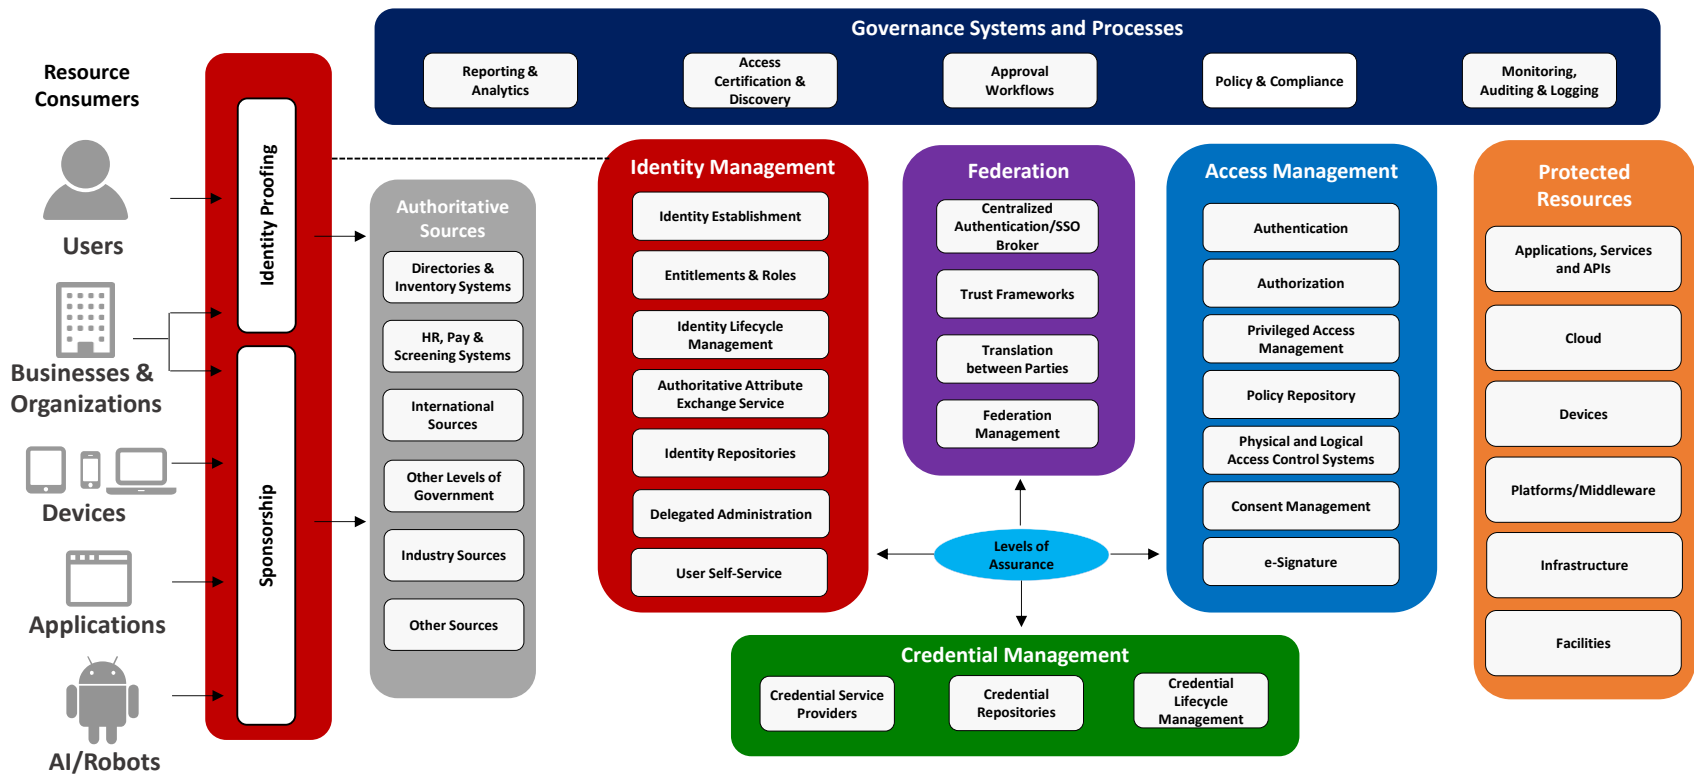 Governance Systems and Processes
Reporting &
Analytics
Access
Certification &
Discovery
Approval
Workflows
Policy & Compliance
Monitoring,
Auditing & Logging
Resource
Consumers
Users
Businesses &
Organizations
Devices
Applications
AI/Robots
Identity Proofing
Sponsorship
Authoritative
Sources
Directories &
Inventory Systems
HR, Pay &
Screening Systems
International
Sources
Other Levels of
Government
Industry Sources
Other Sources
Identity Management
Identity Establishment
Entitlements & Roles
Identity Lifecycle
Management
Authoritative Attribute
Exchange Service
Identity Repositories
Delegated Administration
User Self-Service
Federation
Centralized
Authentication/SSO
Broker
Trust Frameworks
Translation
between Parties
Federation
Management
Levels of
Assurance
Access Management
Authentication
Authorization
Privileged Access
Management
Policy Repository
Physical and Logical
Access Control Systems
Consent Management
e-Signature
Credential Management
Credential Service
Providers
Credential
Repositories
Credential
Lifecycle
Management
Protected
Resources
Applications, Services
and APIs
Cloud
Devices
Platforms/Middleware
Infrastructure
Facilities